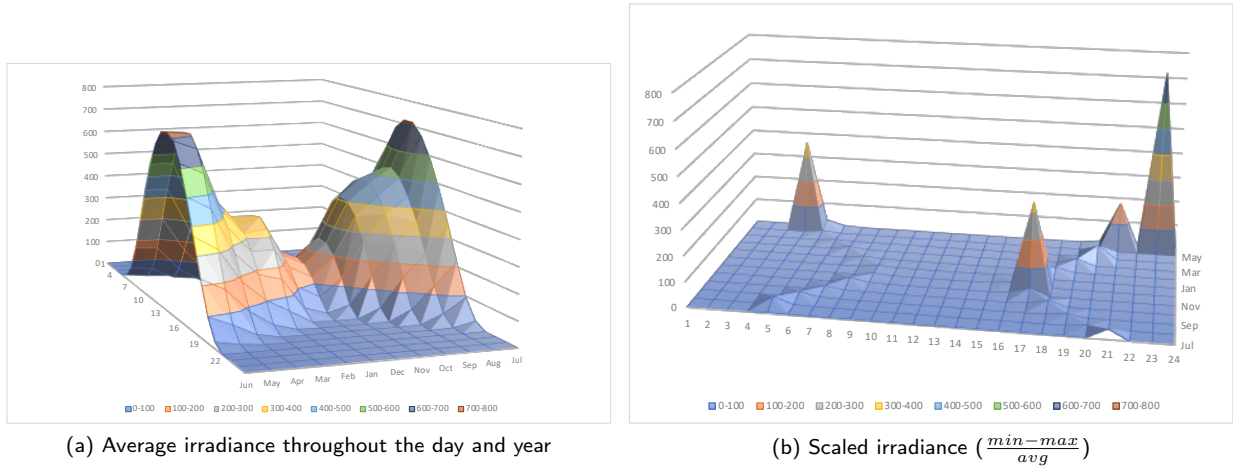 800
700
600
500
400
300
200
100
0
1
4
7
10
13
16
19
22
Jun May Apr Mar Feb Jan Dec Nov Oct Sep Aug Jul
0-100 100-200 200-300 300-400 400-500 500-600 600-700 700-800
(a) Average irradiance throughout the day and year
800
700
600
500
400
300
200
100
0
1 2 3 4 5 6 7 8 9 10 11 12 13 14 15 16 17 18 19 20 21 22 23 24
May
Mar
Jan
Nov
Sep
Jul
0-100 100-200 200-300 300-400 400-500 500-600 600-700 700-800
(b) Scaled irradiance (min−max/avg)